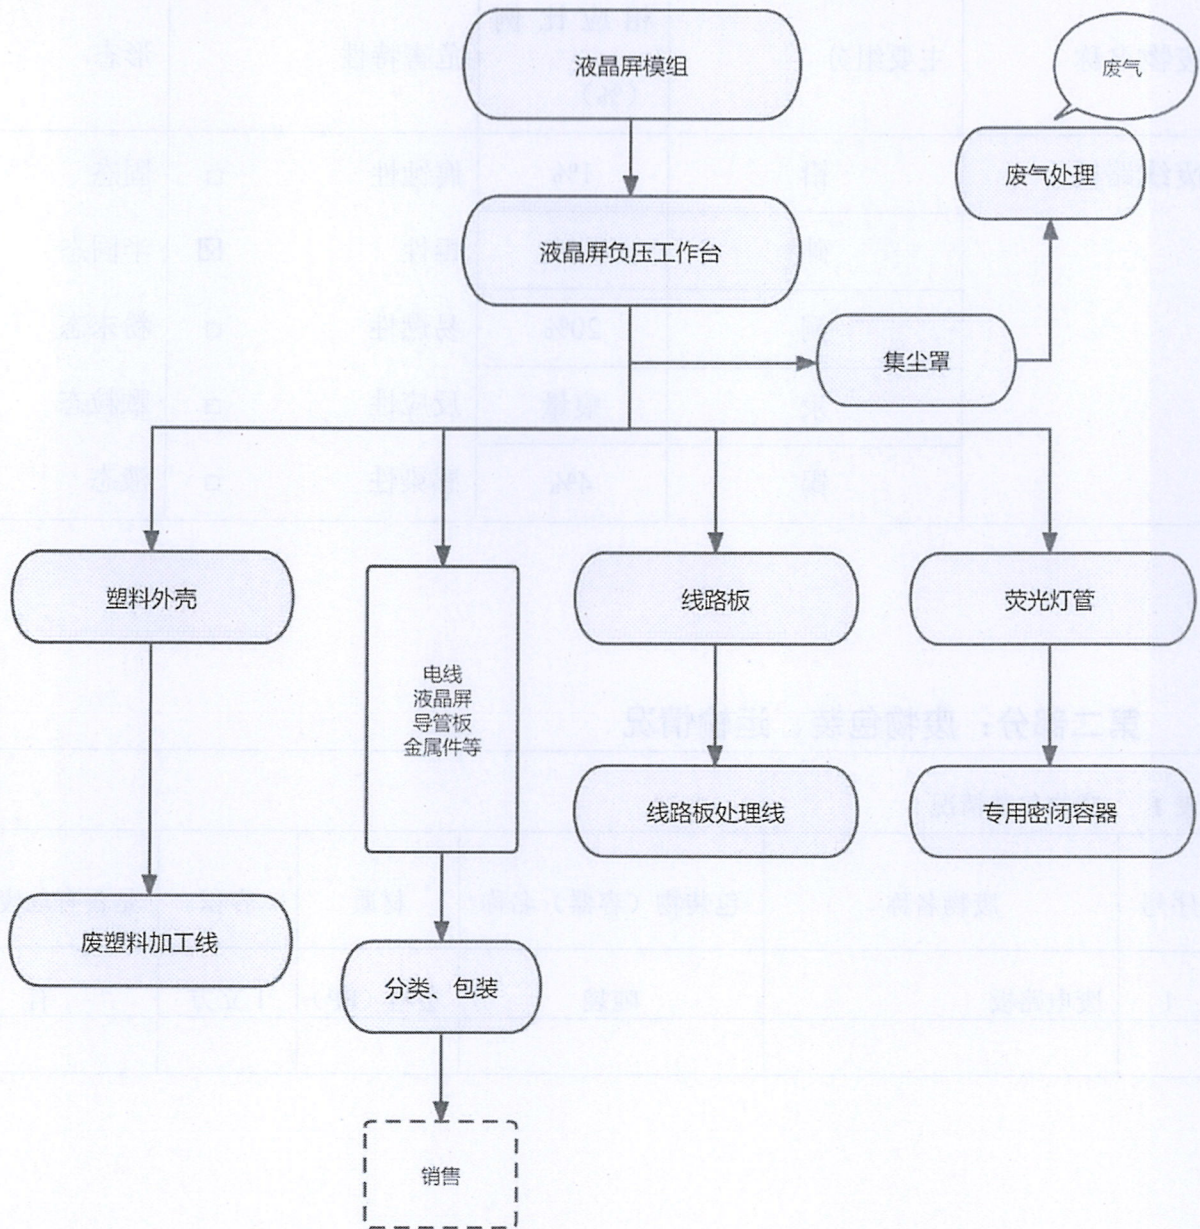 液晶屏模组
废气
废气处理
液晶屏负压工作台
集尘罩
塑料外壳
电线
液晶屏
导管板
金属件等
线路板
荧光灯管
线路板处理线
专用密闭容器
废塑料加工线
分类、包装
销售